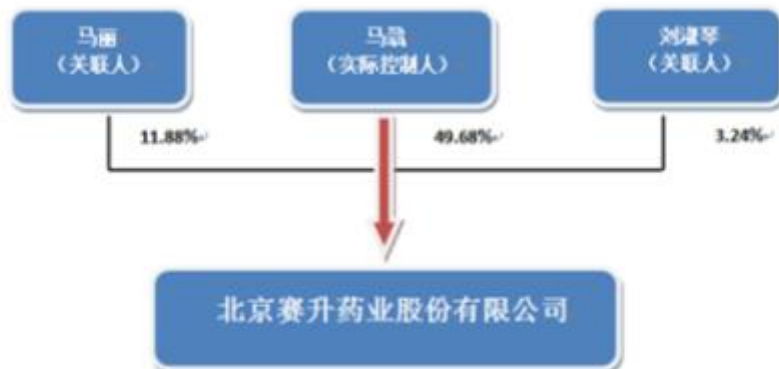 马丽
（关联人）
马骉
（实际控制人）
刘淑琴
（关联人）
11.88%
49.68%
3.24%
北京赛升药业股份有限公司